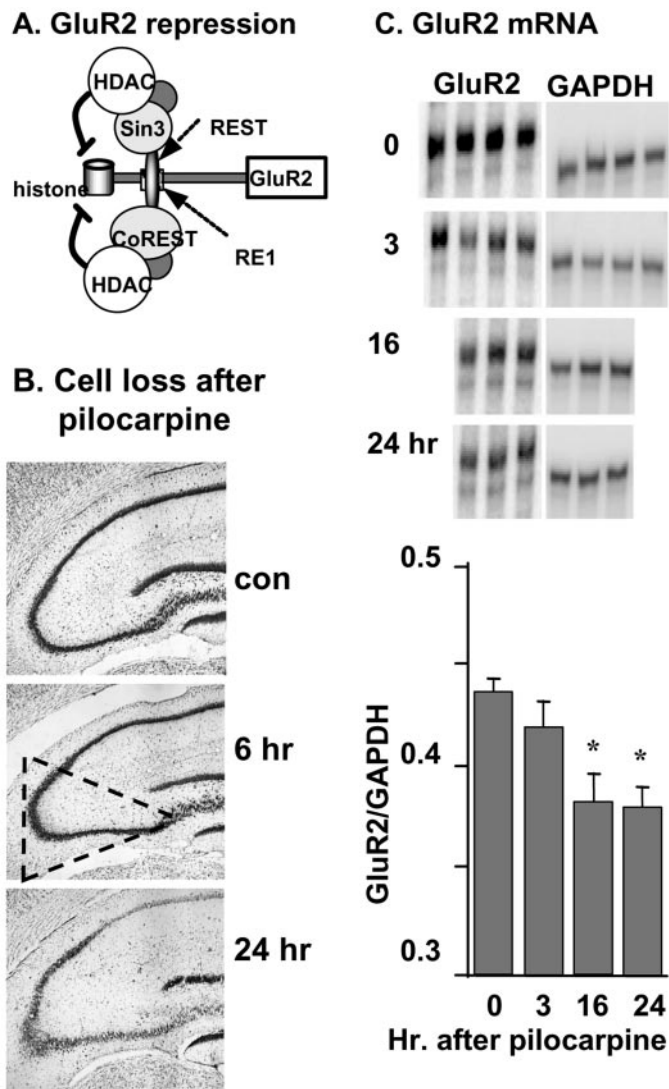 A. GluR2 repression
HDAC
Sin3
REST
histone
GluR2
CoREST
RE1
HDAC
B. Cell loss after
pilocarpine
con
6 hr
24 hr
C. GluR2 mRNA
GluR2 GAPDH
0
3
16
24 hr
0.5
0.4
0.3
GluR2/GAPDH
* *
0 3 16 24
Hr. after pilocarpine